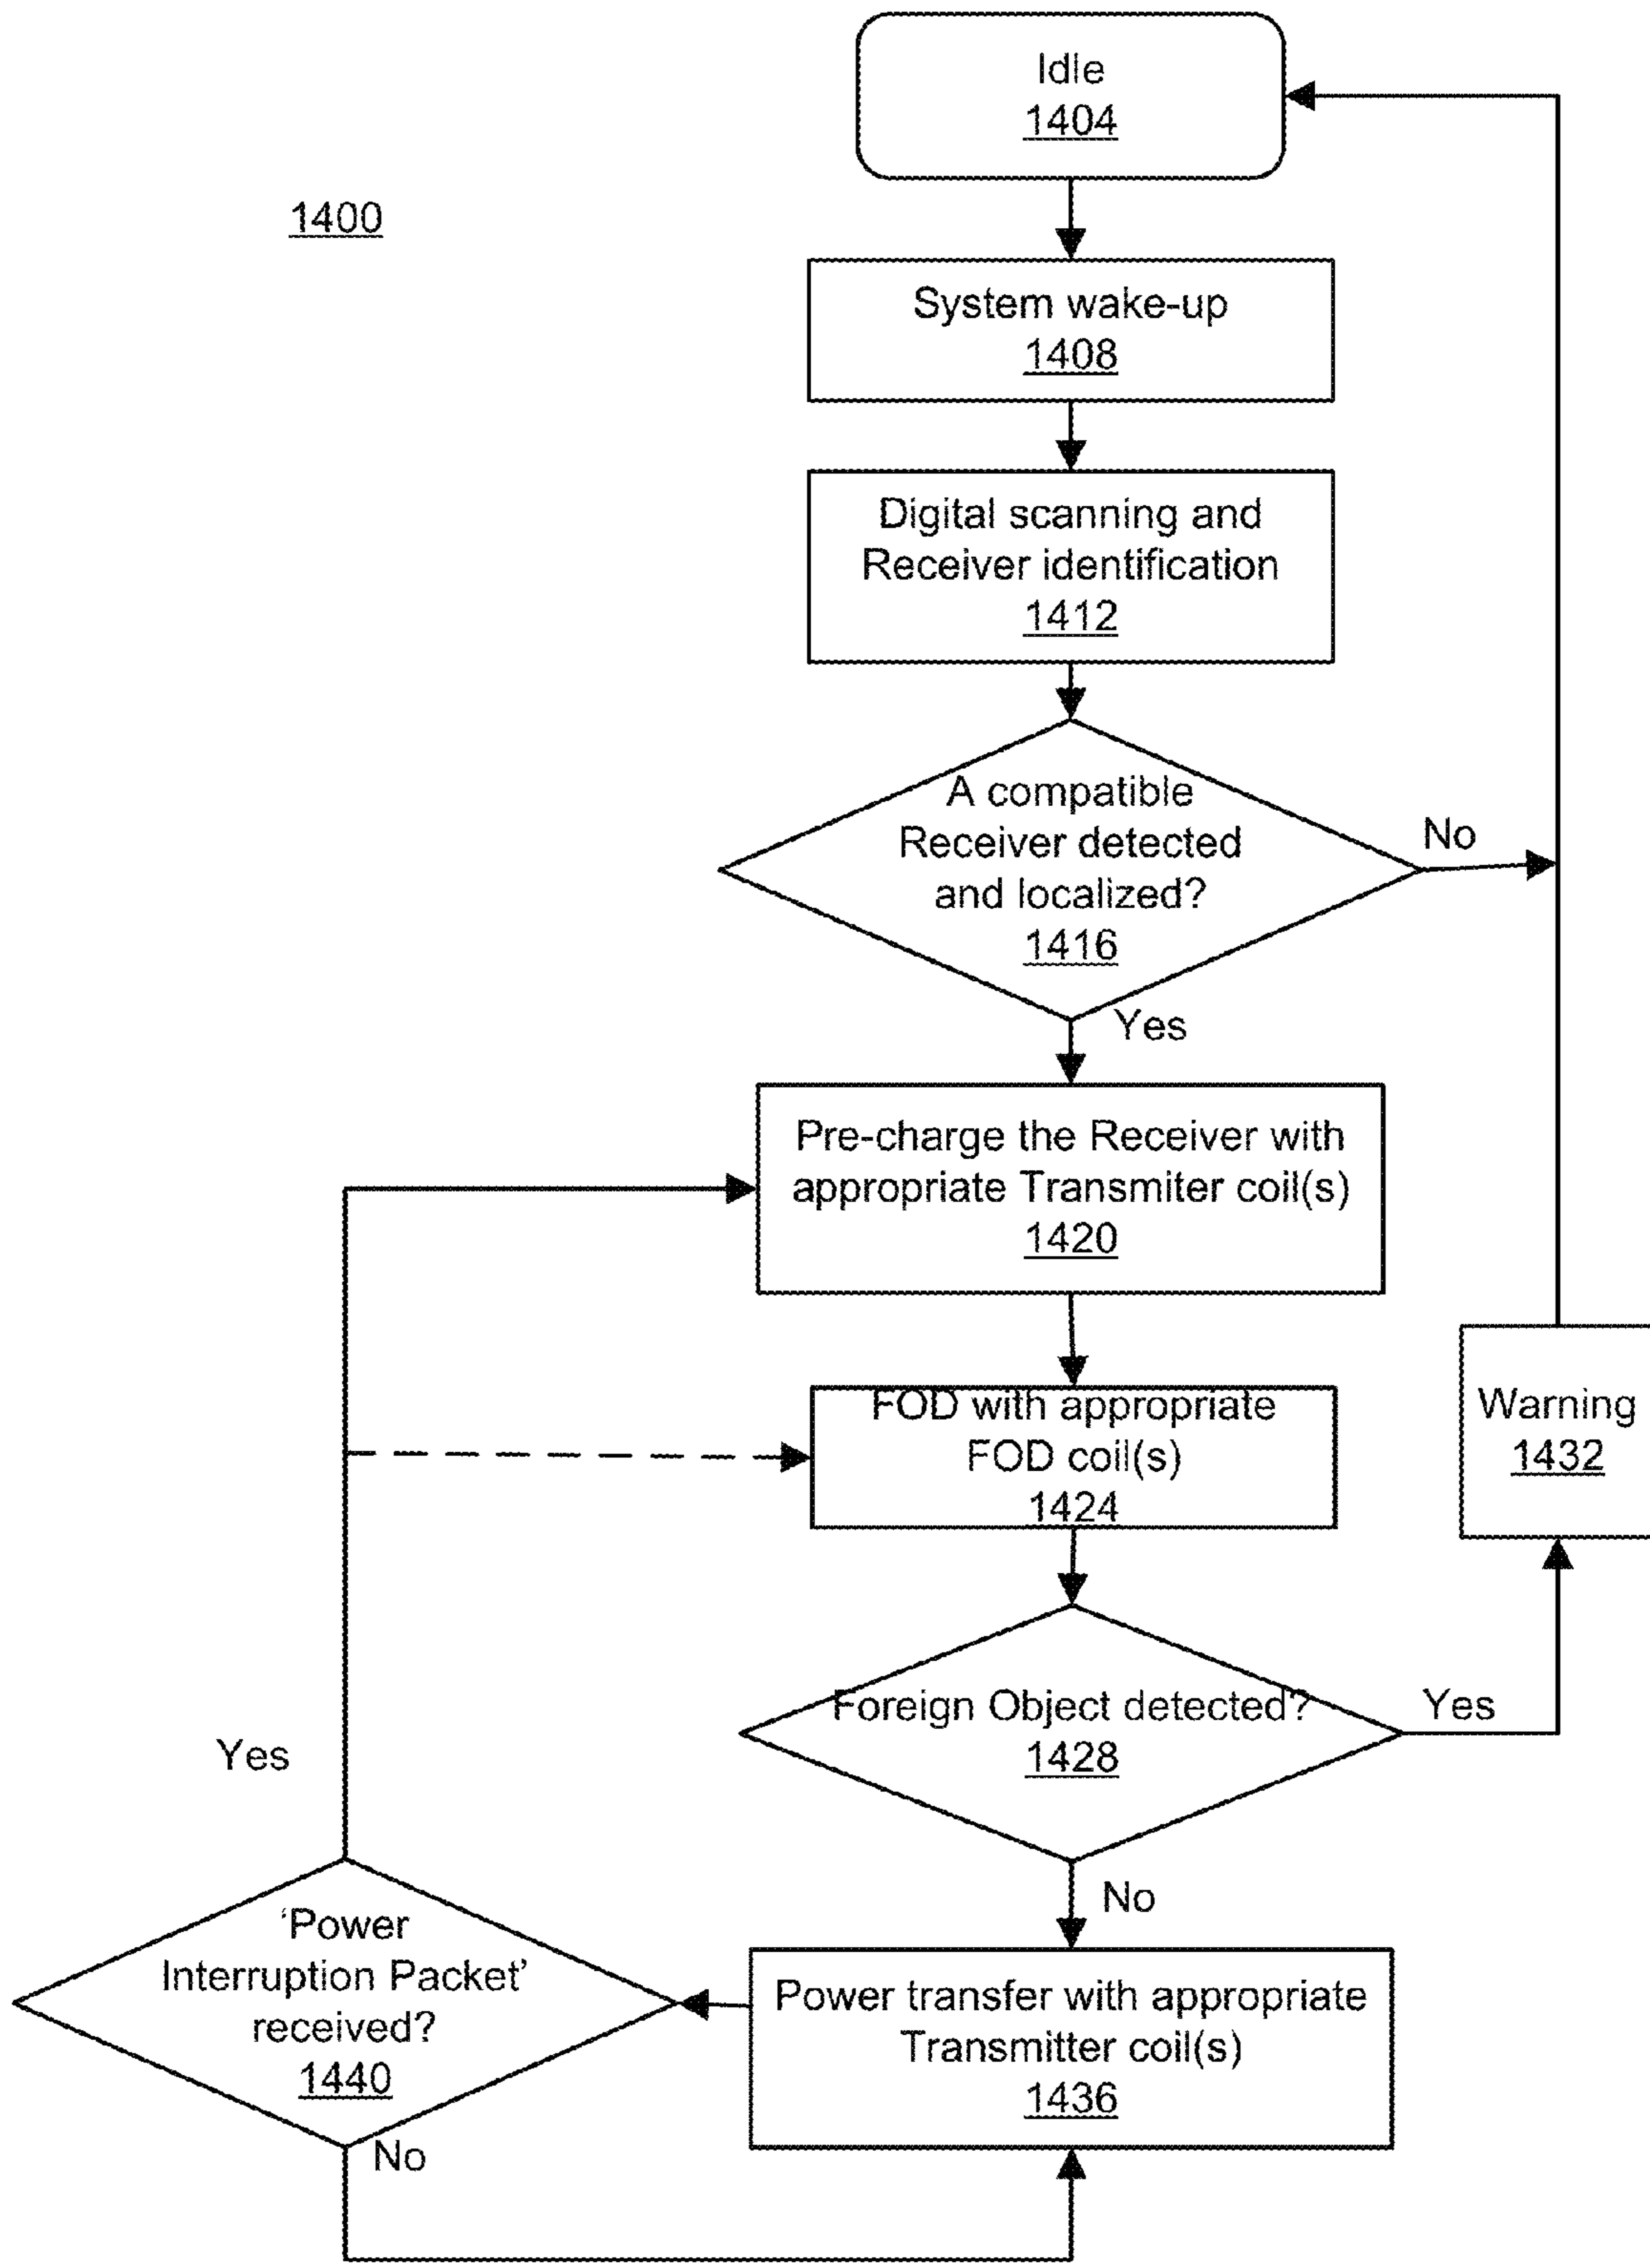 Idle
1404
1400
System wake-up
1408
Digital scanning and
Receiver identification
1412
A compatible
Receiver detected
and localized?
1416
No
Yes
Pre-charge the Receiver with
appropriate Transmiter coil(s)
1420
FOD with appropriate
FOD coil(s)
1424
Warning
1432
Foreign Object detected?
1428
Yes
Yes
No
'Power
Interruption Packet'
received?
1440
Power transfer with appropriate
Transmitter coil(s)
1436
No